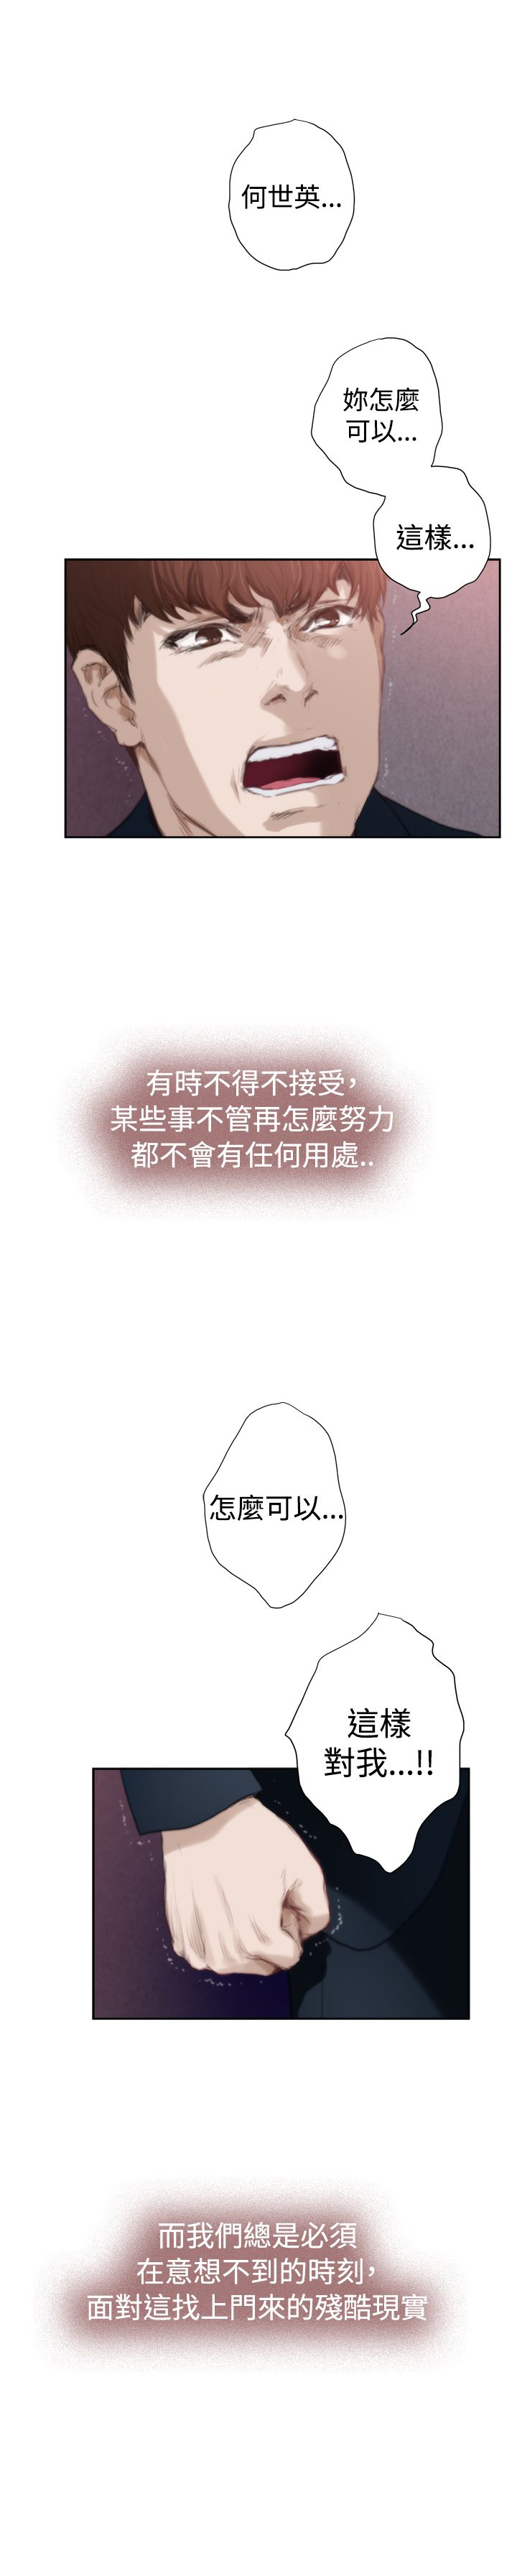 何世英...
妳怎麼
可以...
這樣...
有時不得不接受，
某些事不管再怎麼努力
都不會有任何用處..
怎麼可以...
這樣
對我...!!
而我們總是必須
在意想不到的時刻，
面對這找上門來的殘酷現實